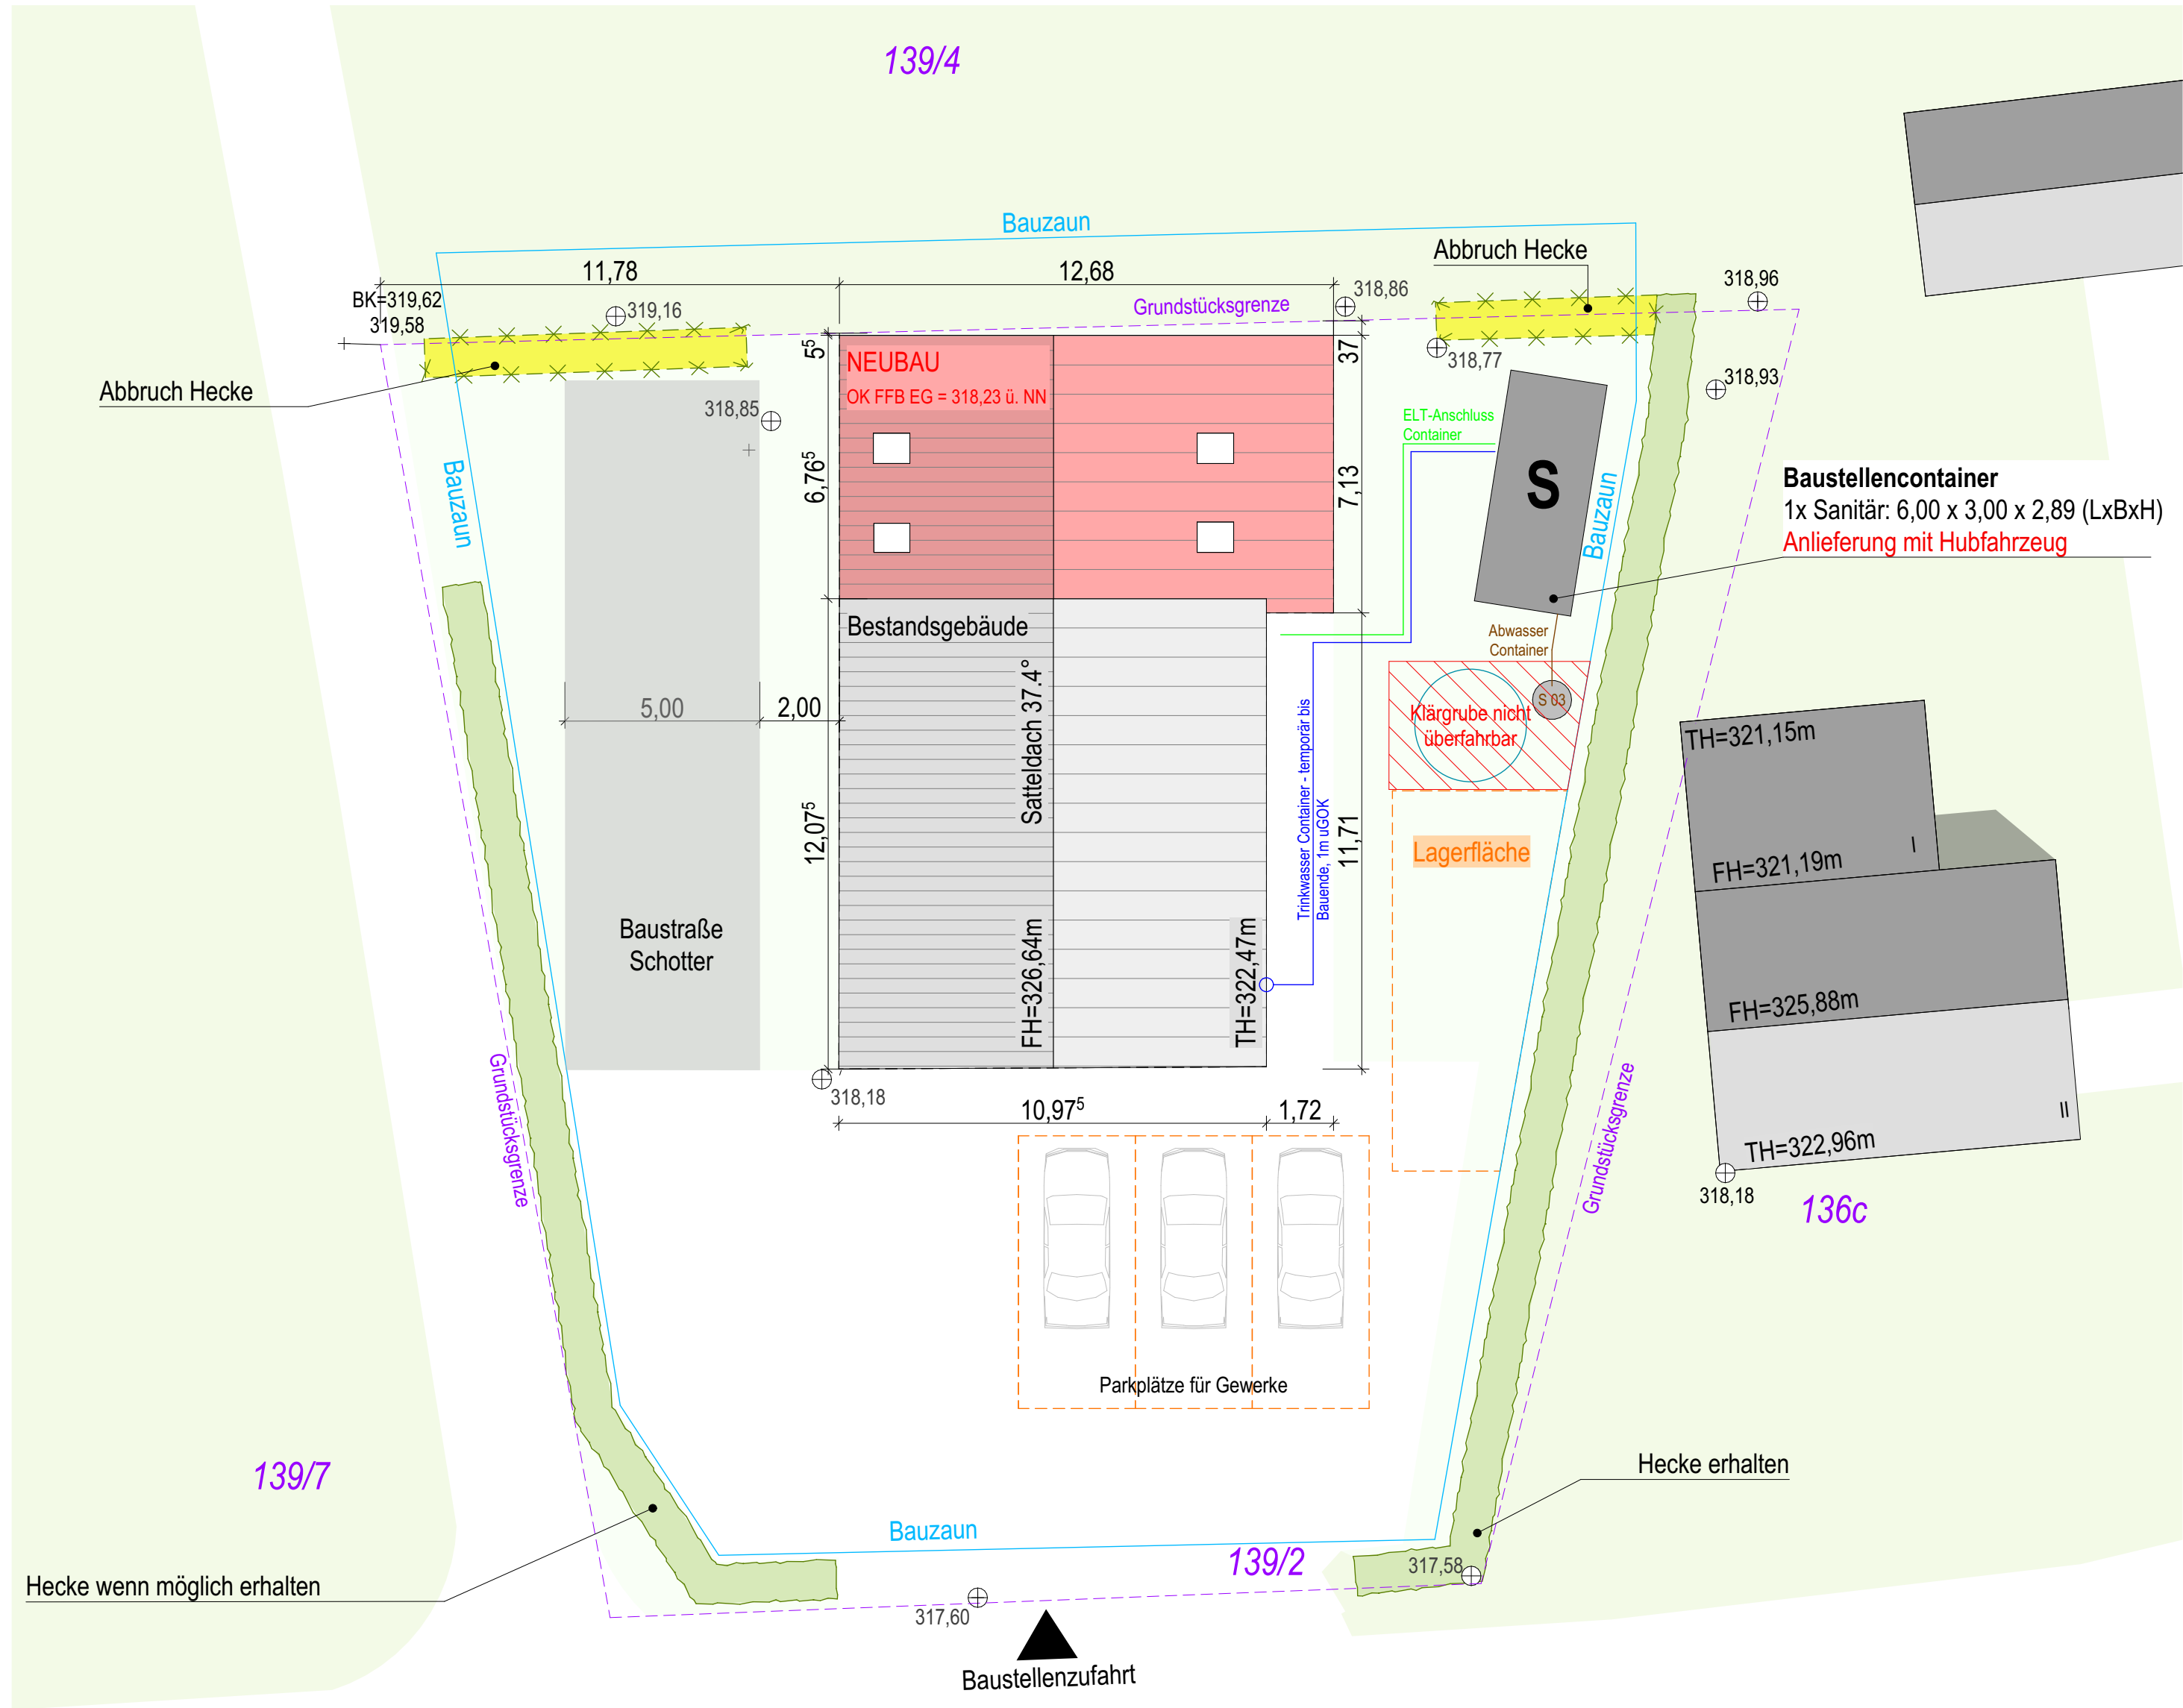 139/4
Bauzaun
Abbruch Hecke
11,78
12,68
318,96
BK=319,62
319,58
319,16
Grundstücksgrenze
318,86
5⁵
NEUBAU
OK FFB EG = 318,23 ü. NN
37
318,77
318,93
Abbruch Hecke
318,85
ELT-Anschluss
Container
Bauzaun
6,76⁵
7,13
S
Bauzaun
Baustellencontainer
1x Sanitär: 6,00 x 3,00 x 2,89 (LxBxH)
Anlieferung mit Hubfahrzeug
Bestandsgebäude
Abwasser
Container
Satteldach 37.4°
5,00
2,00
S 03
Klärgrube nicht
überfahrbar
TH=321,15m
Trinkwasser Container - temporär bis
Bauende, 1m uGOK
12,07⁵
11,71
Lagerfläche
I
FH=321,19m
Baustraße
Schotter
FH=326,64m
TH=322,47m
FH=325,88m
318,18
10,97⁵
1,72
II
TH=322,96m
Grundstücksgrenze
Grundstücksgrenze
318,18
136c
Parkplätze für Gewerke
139/7
Hecke erhalten
Bauzaun
139/2
317,58
Hecke wenn möglich erhalten
317,60
Baustellenzufahrt